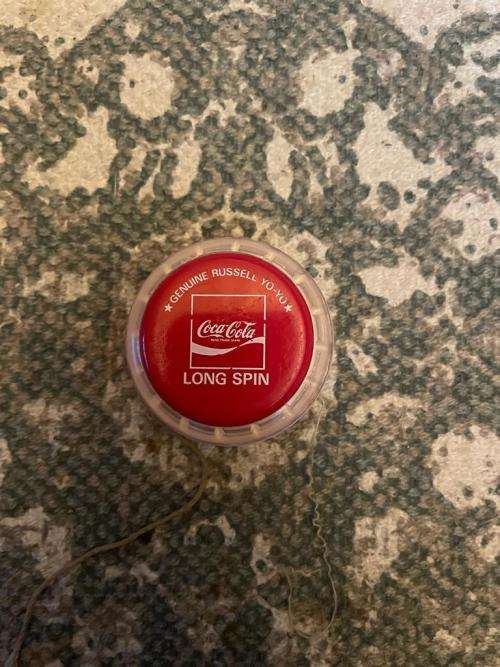 ★GENUINE RUSSELL YO-YO★
Coca-Cola
LONG SPIN